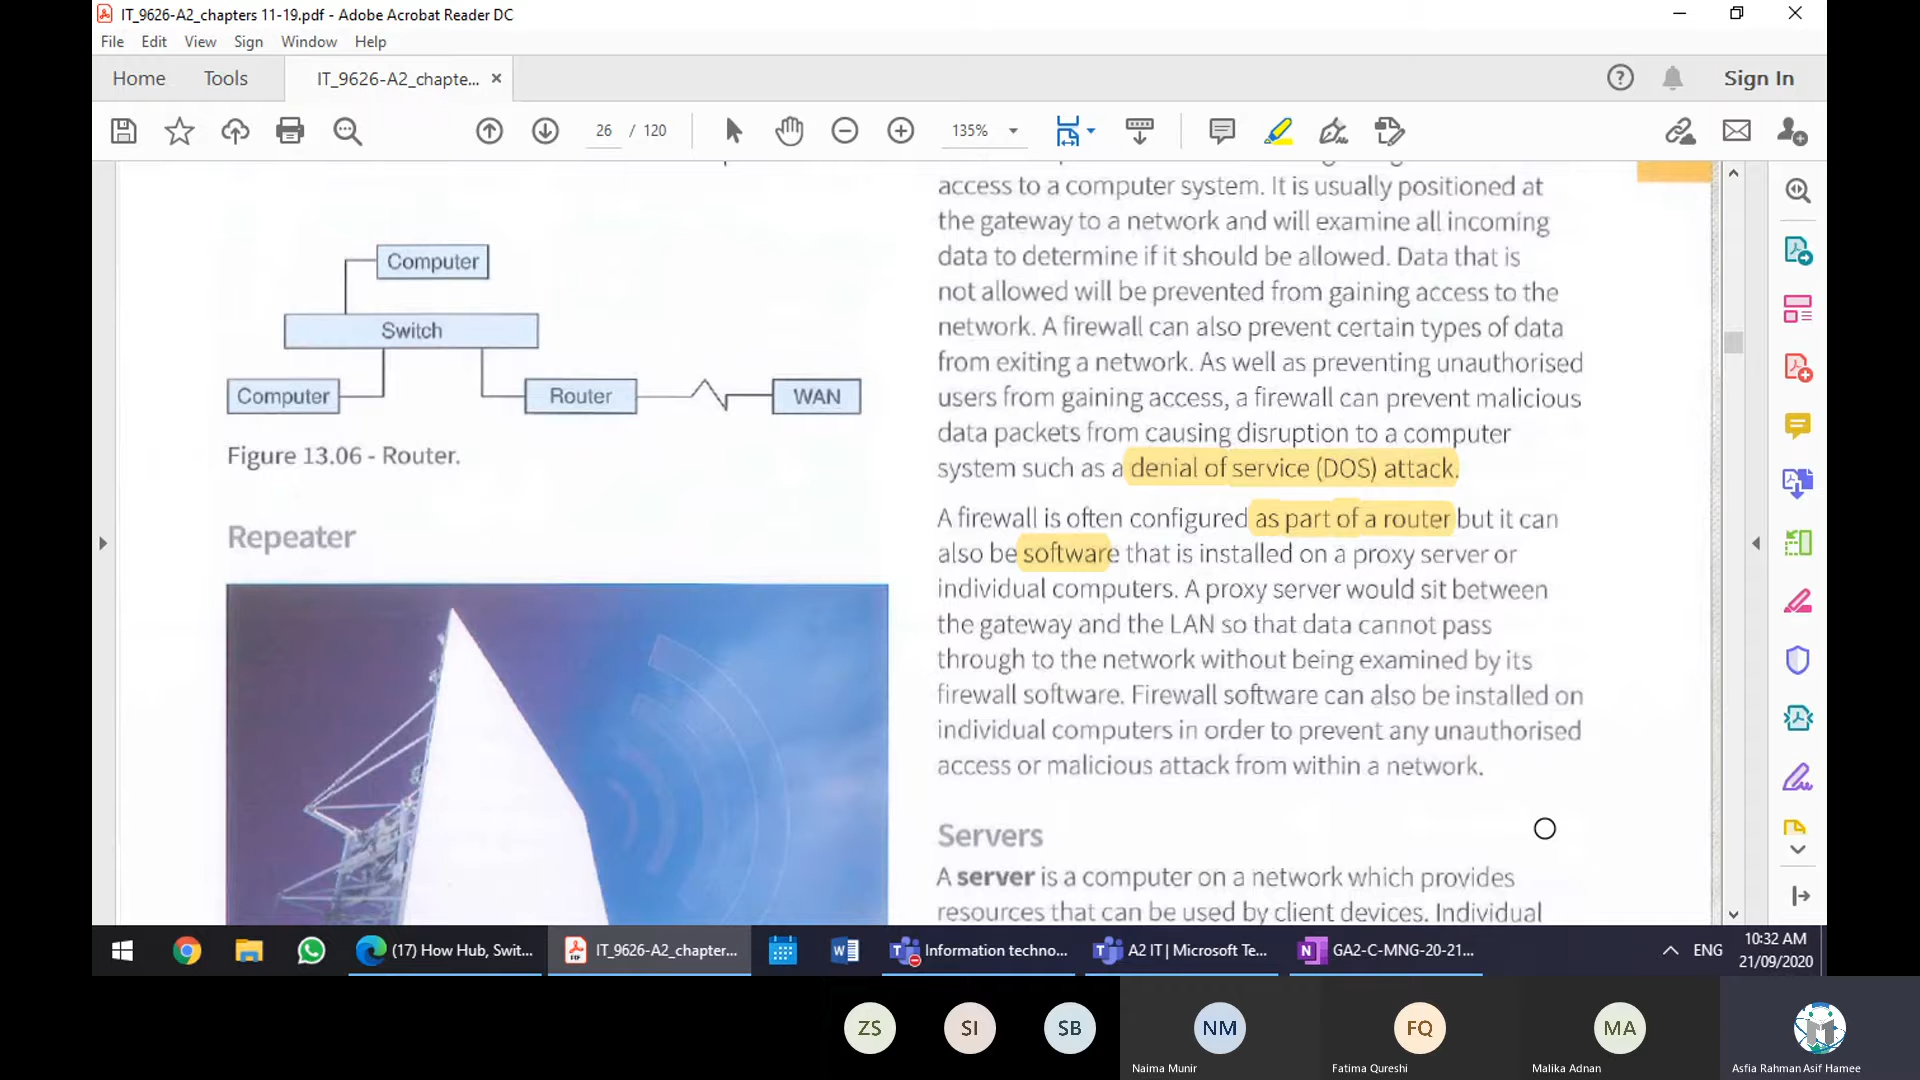 IT_9626-A2_chapters 11-19.pdf - Adobe Acrobat Reader DC
File Edit View Sign Window Help
Home Tools IT_9626-A2_chapte... Sign In
26 / 120 135%
Computer
Switch
Computer Router WAN
Figure 13.06 - Router.
Repeater
access to a computer system. It is usually positioned at
the gateway to a network and will examine all incoming
data to determine if it should be allowed. Data that is
not allowed will be prevented from gaining access to the
network. A firewall can also prevent certain types of data
from exiting a network. As well as preventing unauthorised
users from gaining access, a firewall can prevent malicious
data packets from causing disruption to a computer
system such as a denial of service (DOS) attack.
A firewall is often configured as part of a router but it can
also be software that is installed on a proxy server or
individual computers. A proxy server would sit between
the gateway and the LAN so that data cannot pass
through to the network without being examined by its
firewall software. Firewall software can also be installed on
individual computers in order to prevent any unauthorised
access or malicious attack from within a network.
Servers
A server is a computer on a network which provides
resources that can be used by client devices. Individual
(17) How Hub, Swit... IT_9626-A2_chapter... Information techno... A2 IT | Microsoft Te... GA2-C-MNG-20-21... ENG 10:32 AM
21/09/2020
ZS SI SB NM FQ MA
Naima Munir Fatima Qureshi Malika Adnan Asfia Rahman Asif Hamee